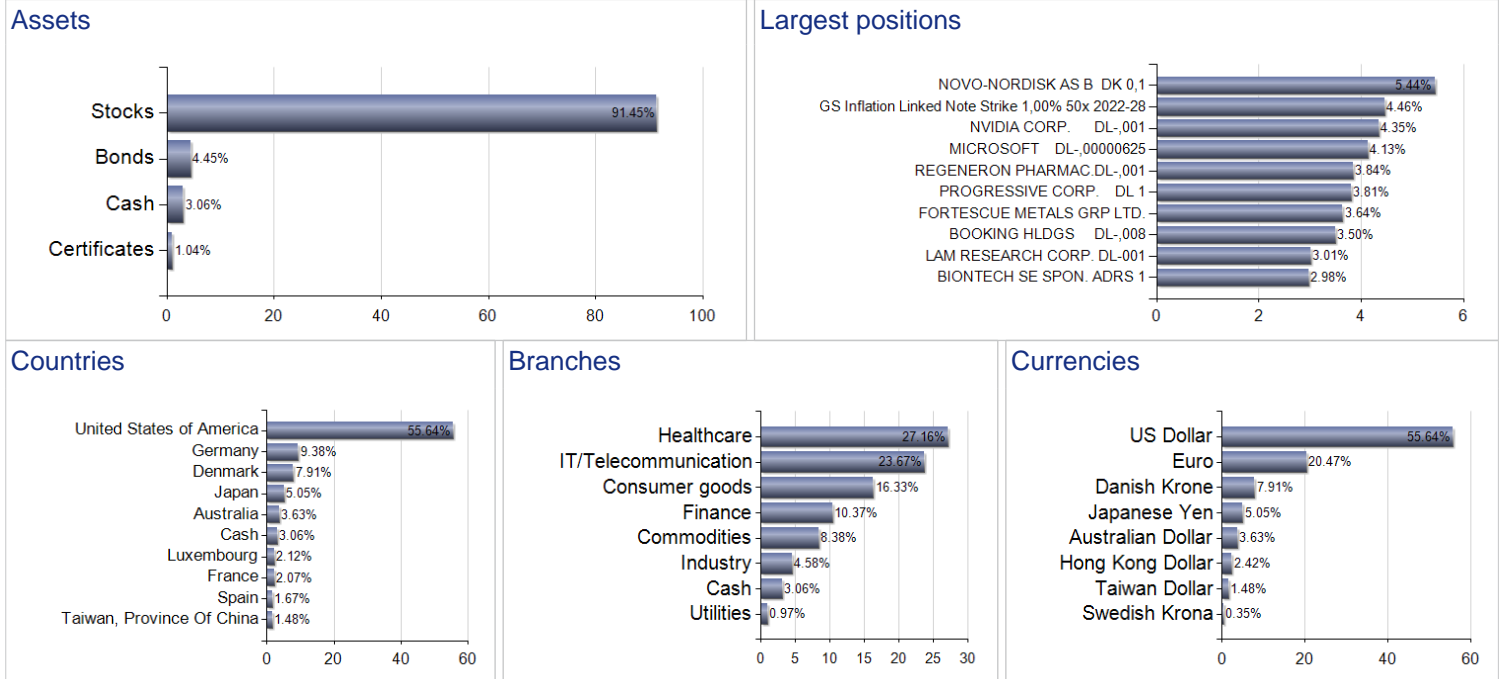 Assets
Stocks 91.45%
Bonds 4.45%
Cash 3.06%
Certificates 1.04%
0 20 40 60 80 100
Largest positions
NOVO-NORDISK AS B DK 0,1 5.44%
GS Inflation Linked Note Strike 1,00% 50x 2022-28 4.46%
NVIDIA CORP. DL-,001 4.35%
MICROSOFT DL-,00000625 4.13%
REGENERON PHARMAC.DL-,001 3.84%
PROGRESSIVE CORP. DL 1 3.81%
FORTESCUE METALS GRP LTD. 3.64%
BOOKING HLDGS DL-,008 3.50%
LAM RESEARCH CORP. DL-001 3.01%
BIONTECH SE SPON. ADRS 1 2.98%
0 2 4 6
Countries
United States of America 55.64%
Germany 9.38%
Denmark 7.91%
Japan 5.05%
Australia 3.63%
Cash 3.06%
Luxembourg 2.12%
France 2.07%
Spain 1.67%
Taiwan, Province Of China 1.48%
0 20 40 60
Branches
Healthcare 27.16%
IT/Telecommunication 23.67%
Consumer goods 16.33%
Finance 10.37%
Commodities 8.38%
Industry 4.58%
Cash 3.06%
Utilities 0.97%
0 5 10 15 20 25 30
Currencies
US Dollar 55.64%
Euro 20.47%
Danish Krone 7.91%
Japanese Yen 5.05%
Australian Dollar 3.63%
Hong Kong Dollar 2.42%
Taiwan Dollar 1.48%
Swedish Krona 0.35%
0 20 40 60